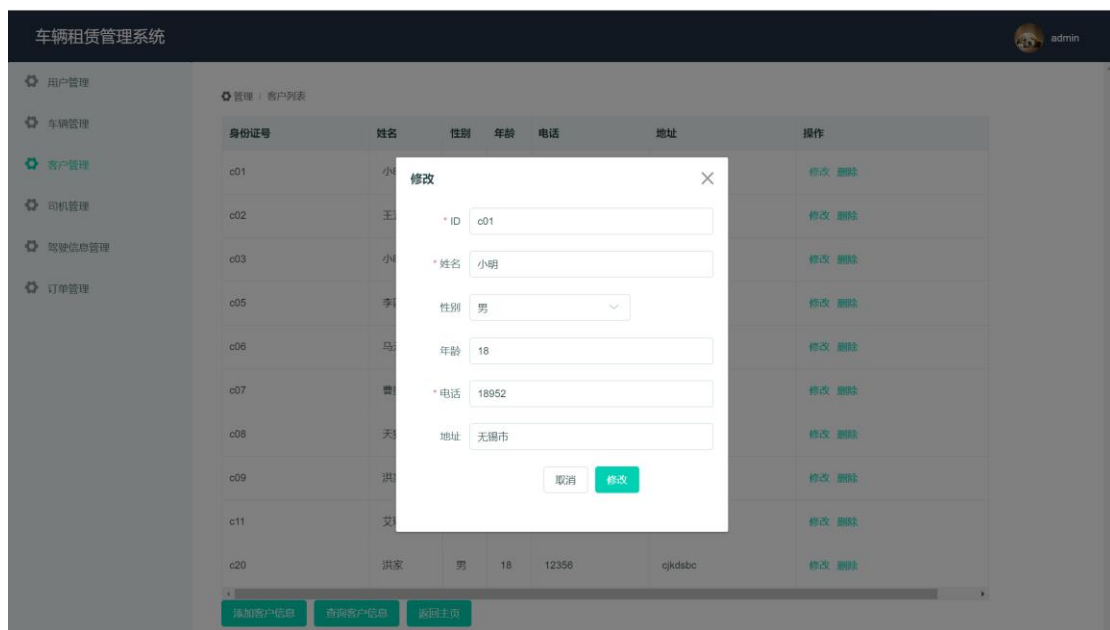 车辆租赁管理系统 admin
用户管理
车辆管理
客户管理
司机管理
驾驶信息管理
订单管理
管理 / 客户列表
身份证号 姓名 性别 年龄 电话 地址 操作
c01 修改 删除
c02 修改 删除
c03 修改 删除
c05 修改 删除
c06 修改 删除
c07 修改 删除
c08 修改 删除
c09 修改 删除
c11 修改 删除
c20 洪家 男 18 12356 cjkdsbc 修改 删除
添加客户信息 查询客户信息 返回主页
修改
* ID c01
* 姓名 小明
性别 男
年龄 18
* 电话 18952
地址 无锡市
取消 修改